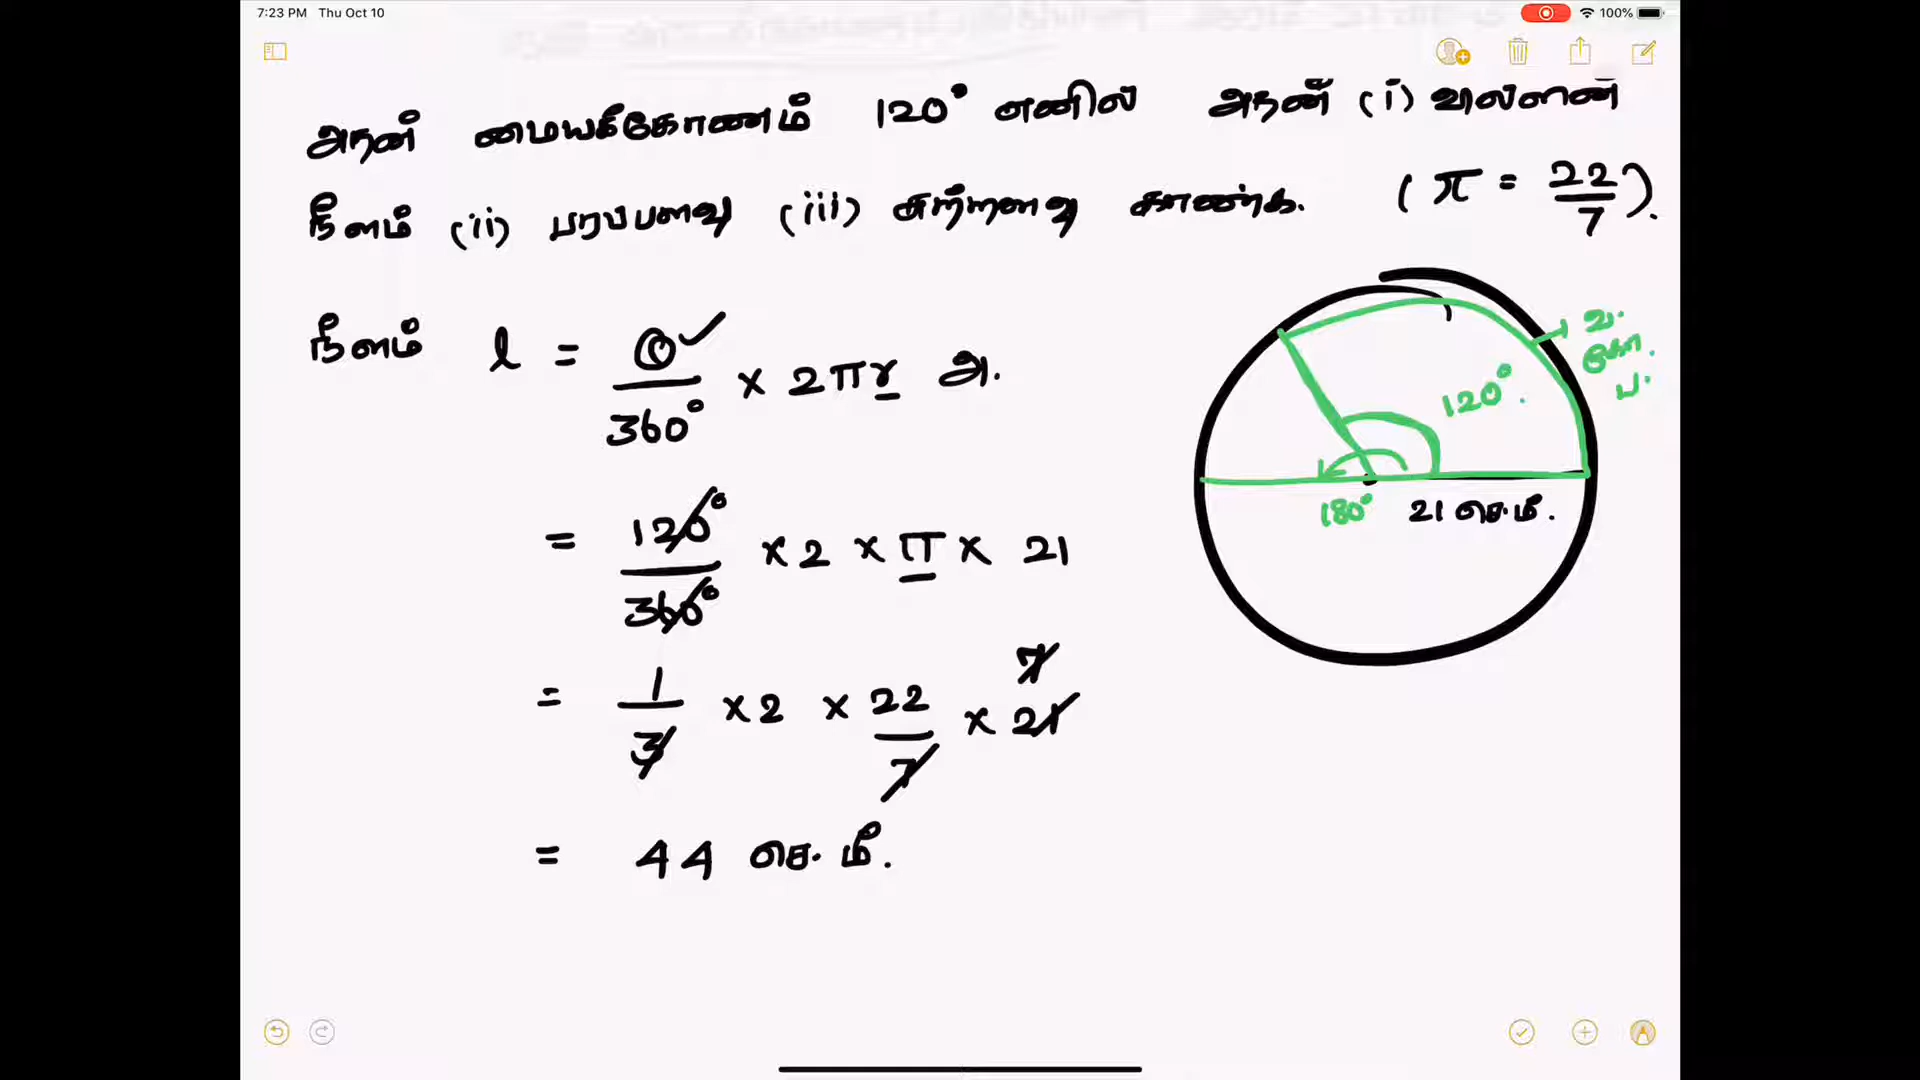 7:23 PM Thu Oct 10
100%
அதன் மையக்கோணம் 120° எனில் அதன் (i) வில்லின்
நீளம் (ii) பரப்பளவு (iii) சுற்றளவு காண்க. (π = 22/7).
நீளம் l = θ/360° × 2πr அ.
= 120°/360° × 2 × π × 21
7
= 1/3 × 2 × 22/7 × 21
= 44 செ.மீ.
வ.
கோ.
ப.
120°.
180° 21 செ.மீ.